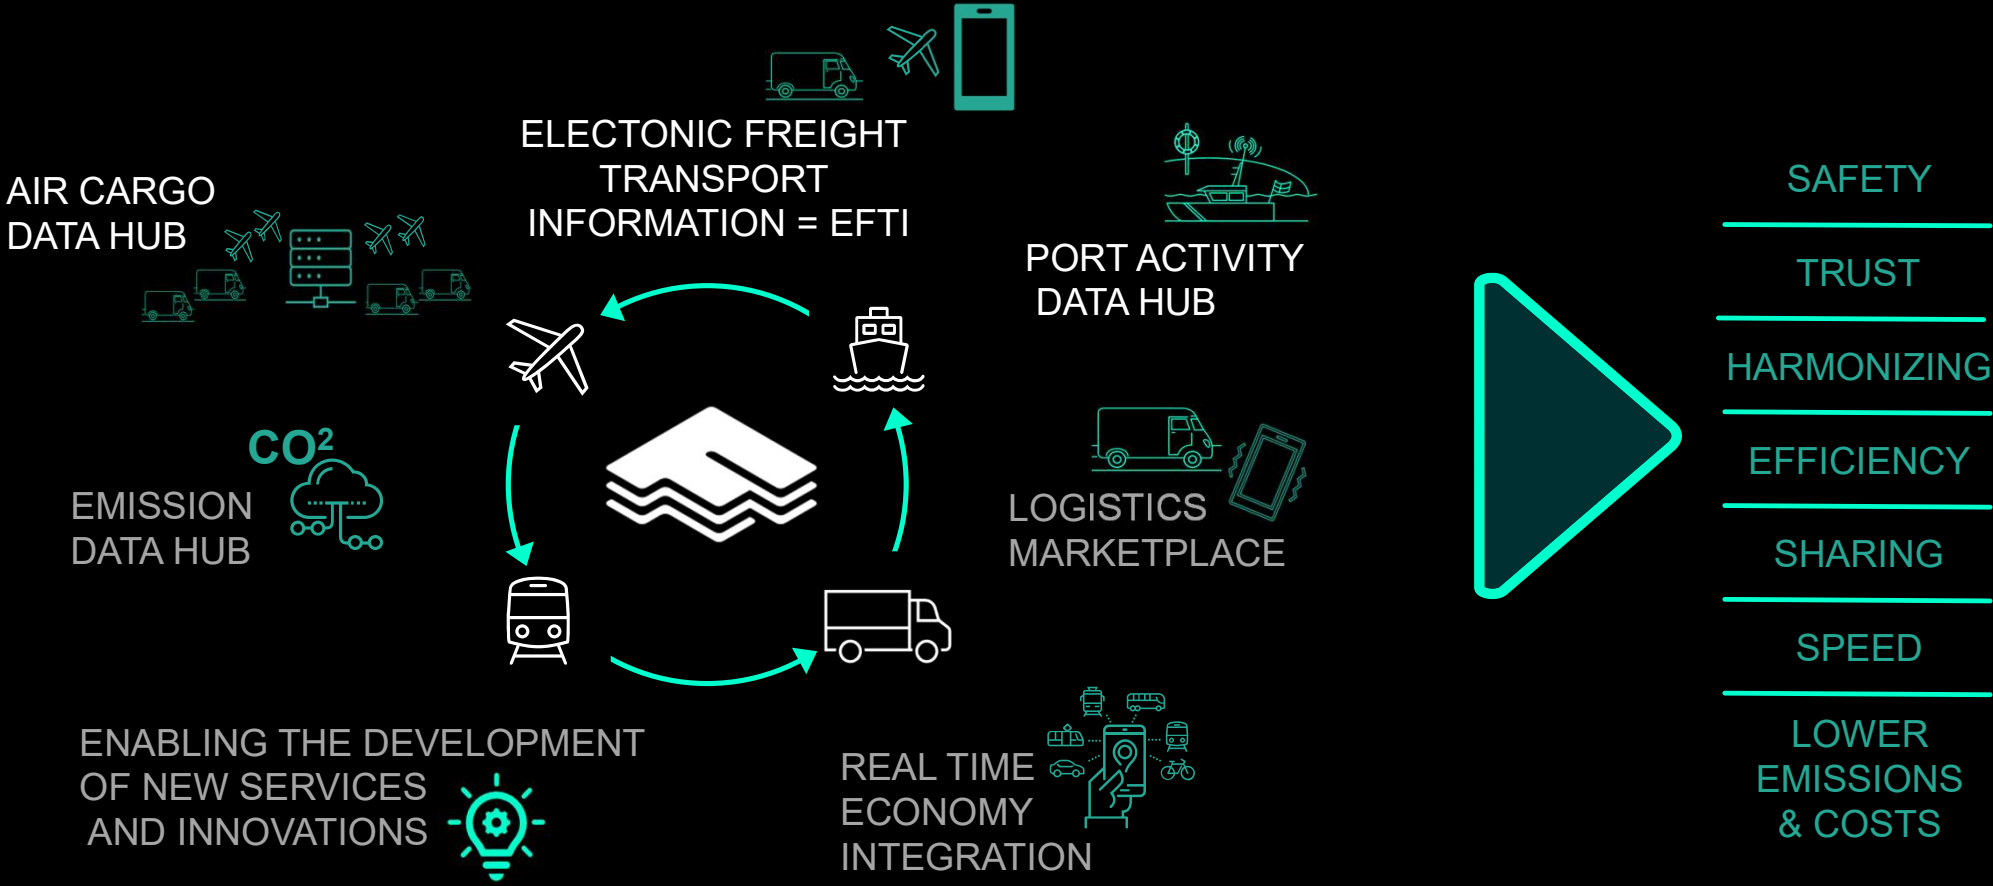 ELECTONIC FREIGHT
TRANSPORT
INFORMATION = EFTI
AIR CARGO
DATA HUB
PORT ACTIVITY
DATA HUB
CO²
EMISSION
DATA HUB
LOGISTICS
MARKETPLACE
ENABLING THE DEVELOPMENT
OF NEW SERVICES
AND INNOVATIONS
REAL TIME
ECONOMY
INTEGRATION
SAFETY
TRUST
HARMONIZING
EFFICIENCY
SHARING
SPEED
LOWER
EMISSIONS
& COSTS